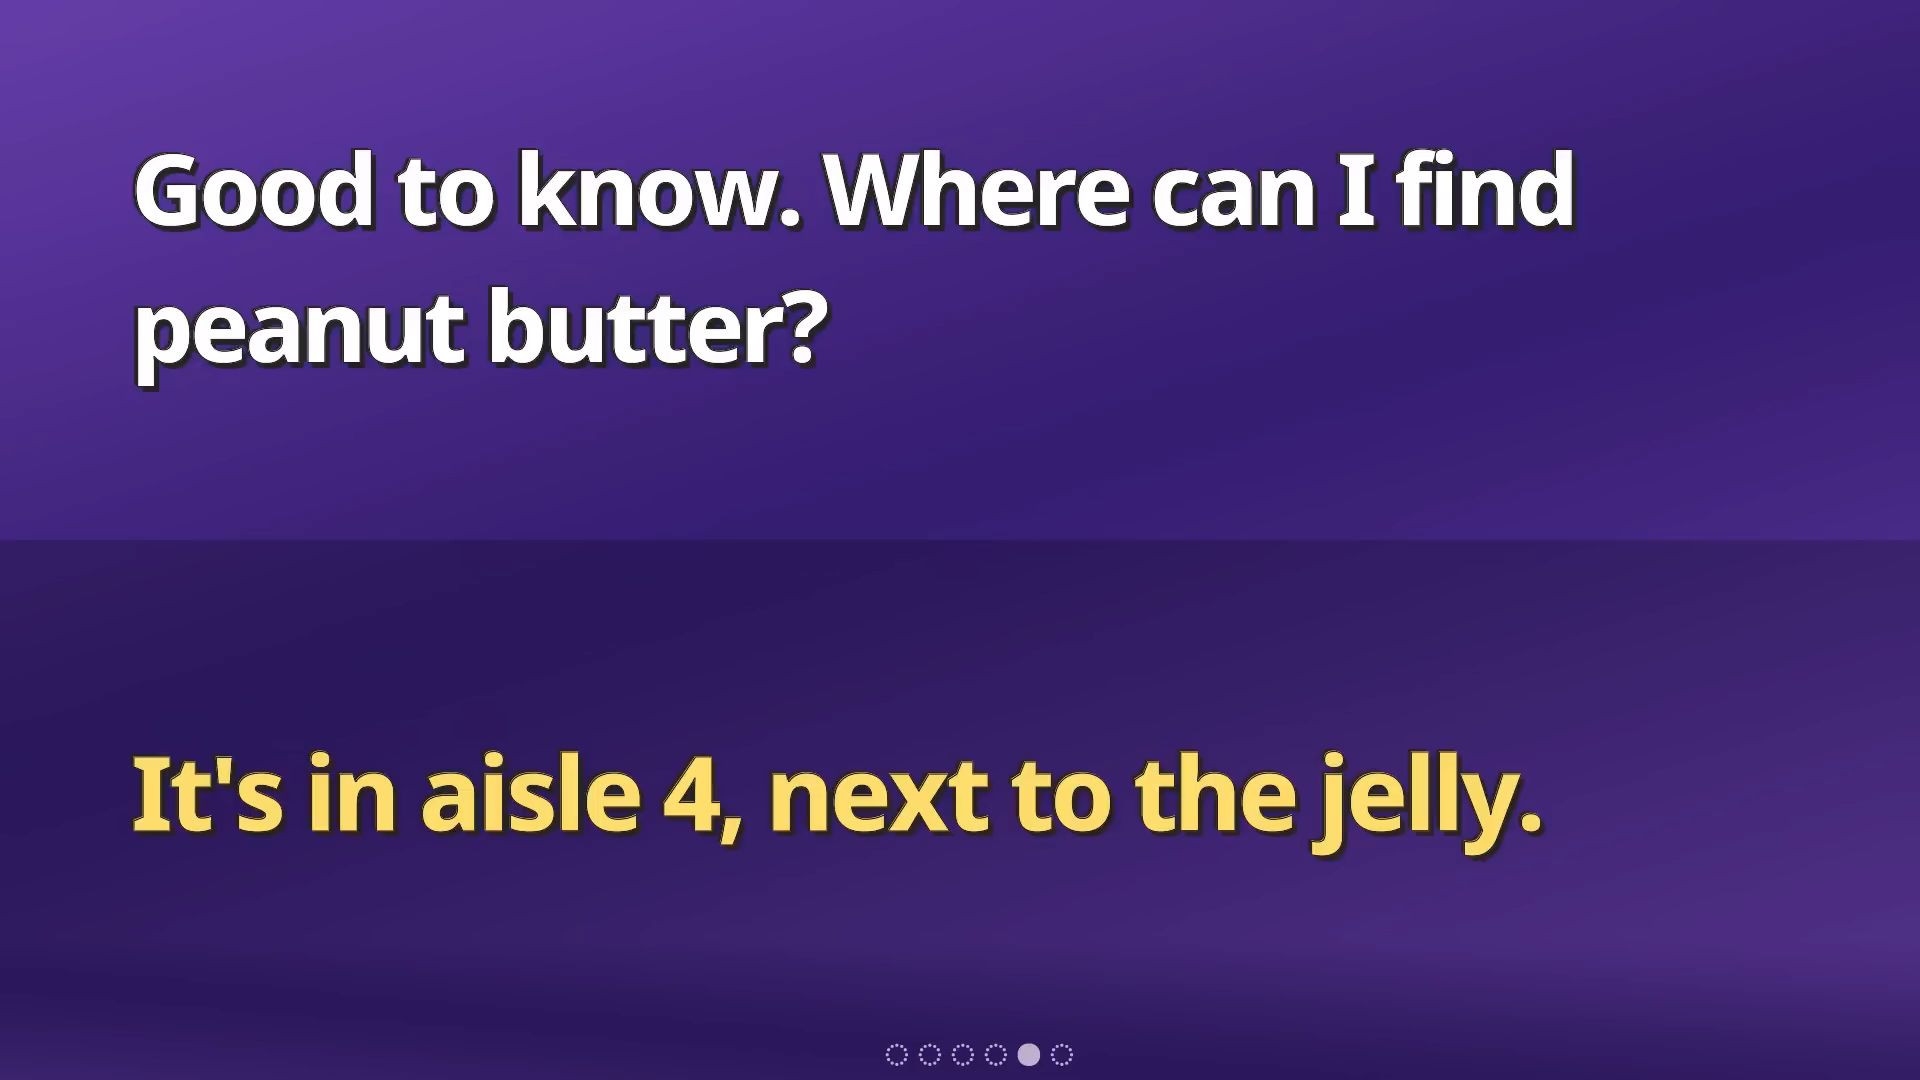 Good to know. Where can I find
peanut butter?
It's in aisle 4, next to the jelly.